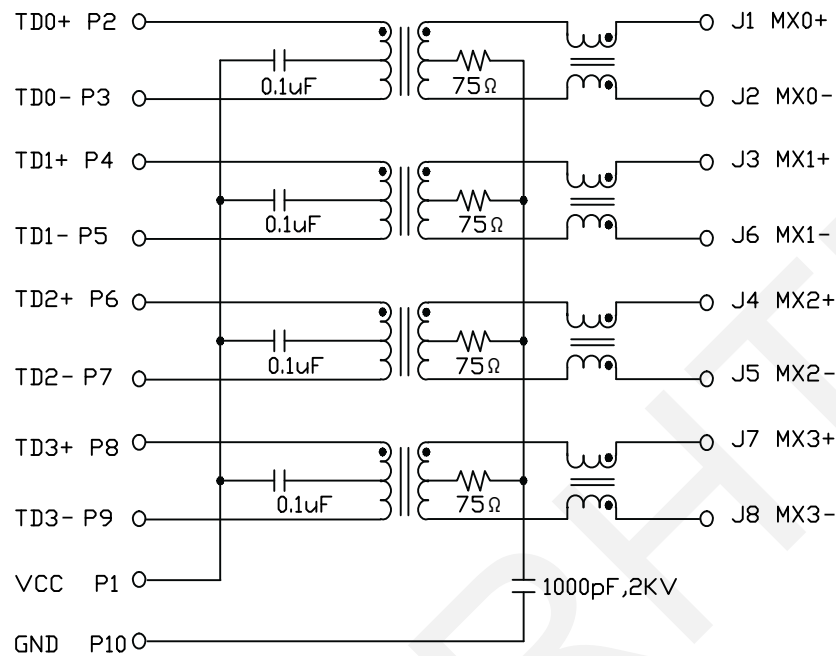 TD0+ P2 J1 MX0+
0.1uF 75Ω
TD0- P3 J2 MX0-
TD1+ P4 J3 MX1+
0.1uF 75Ω
TD1- P5 J6 MX1-
TD2+ P6 J4 MX2+
0.1uF 75Ω
TD2- P7 J5 MX2-
TD3+ P8 J7 MX3+
0.1uF 75Ω
TD3- P9 J8 MX3-
VCC P1 1000pF,2KV
GND P10